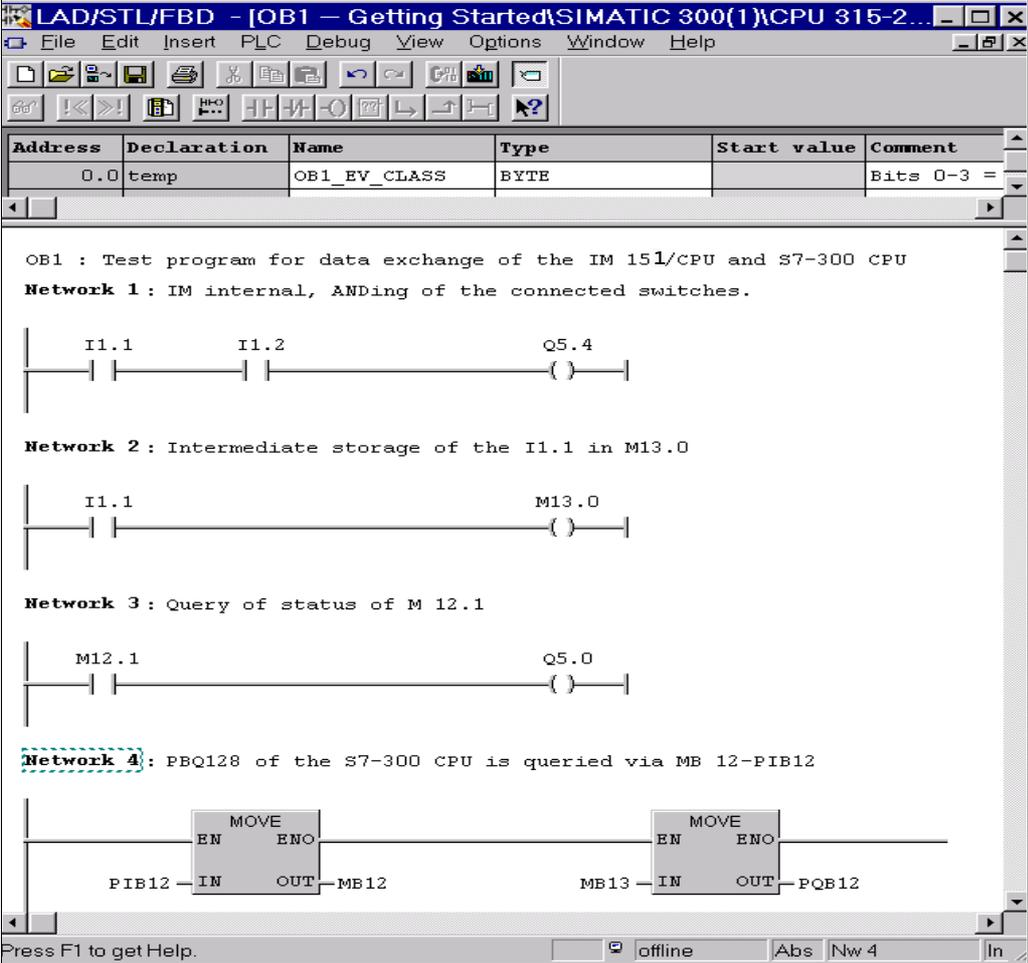 LAD/STL/FBD - [OB1 — Getting Started\SIMATIC 300(1)\CPU 315-2...
File Edit Insert PLC Debug View Options Window Help
Address Declaration Name Type Start value Comment
0.0 temp OB1_EV_CLASS BYTE Bits 0-3 =
OB1 : Test program for data exchange of the IM 151/CPU and S7-300 CPU
Network 1 : IM internal, ANDing of the connected switches.
I1.1 I1.2 Q5.4
Network 2 : Intermediate storage of the I1.1 in M13.0
I1.1 M13.0
Network 3 : Query of status of M 12.1
M12.1 Q5.0
Network 4 : PBQ128 of the S7-300 CPU is queried via MB 12-PIB12
MOVE MOVE
EN ENO EN ENO
PIB12 IN OUT MB12 MB13 IN OUT PQB12
Press F1 to get Help. offline Abs Nw 4 In